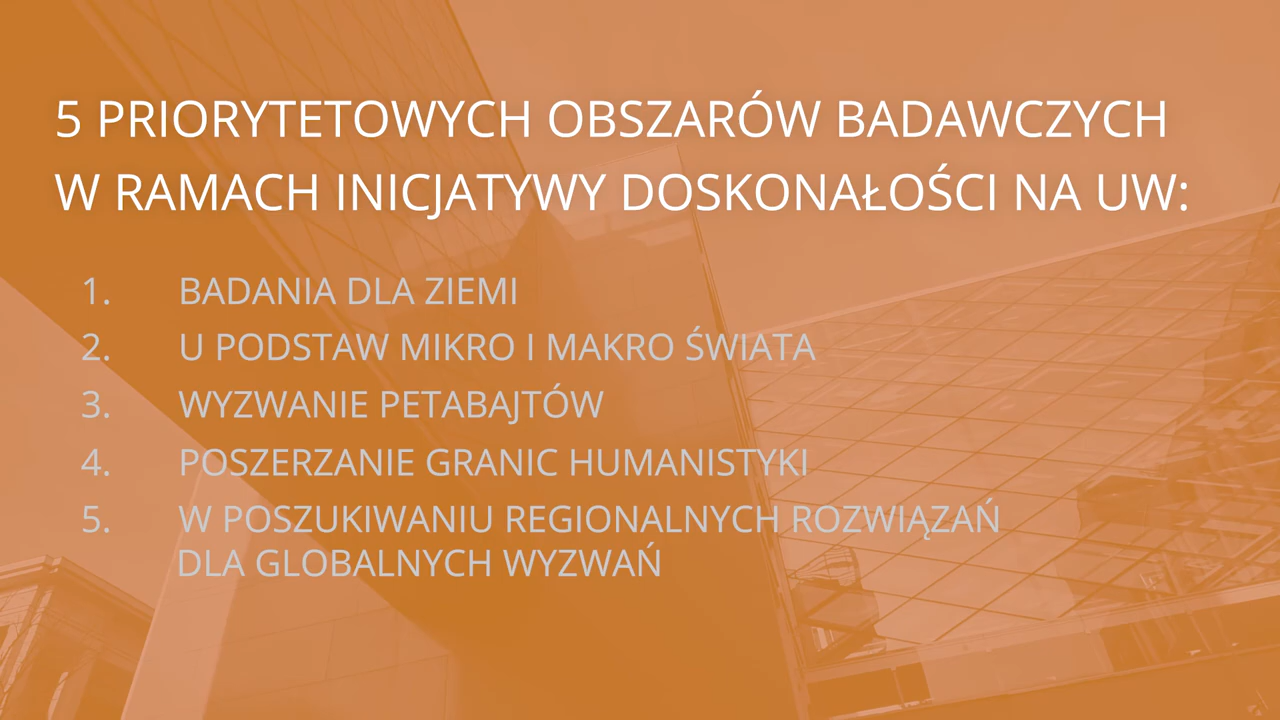 5 PRIORYTETOWYCH OBSZARÓW BADAWCZYCH
W RAMACH INICJATYWY DOSKONAŁOŚCI NA UW:
1. BADANIA DLA ZIEMI
2. U PODSTAW MIKRO I MAKRO ŚWIATA
3. WYZWANIE PETABAJTÓW
4. POSZERZANIE GRANIC HUMANISTYKI
5. W POSZUKIWANIU REGIONALNYCH ROZWIĄZAŃ
DLA GLOBALNYCH WYZWAŃ